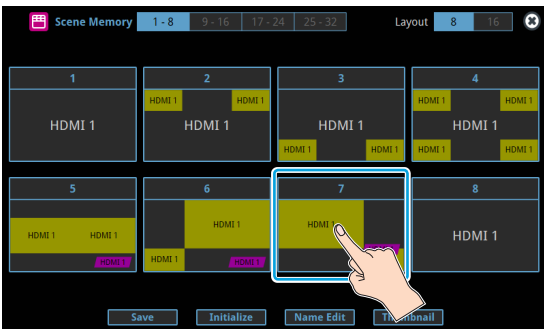 Scene Memory 1 - 8 9 - 16 17 - 24 25 - 32 Layout 8 16
1 2 3 4
HDMI 1 HDMI 1 HDMI 1 HDMI 1
HDMI 1 HDMI 1 HDMI 1 HDMI 1
HDMI 1 HDMI 1 HDMI 1 HDMI 1
5 6 7 8
HDMI 1 HDMI 1 HDMI 1 HDMI 1 HDMI 1
HDMI 1 HDMI 1 HDMI 1
Save Initialize Name Edit Thumbnail